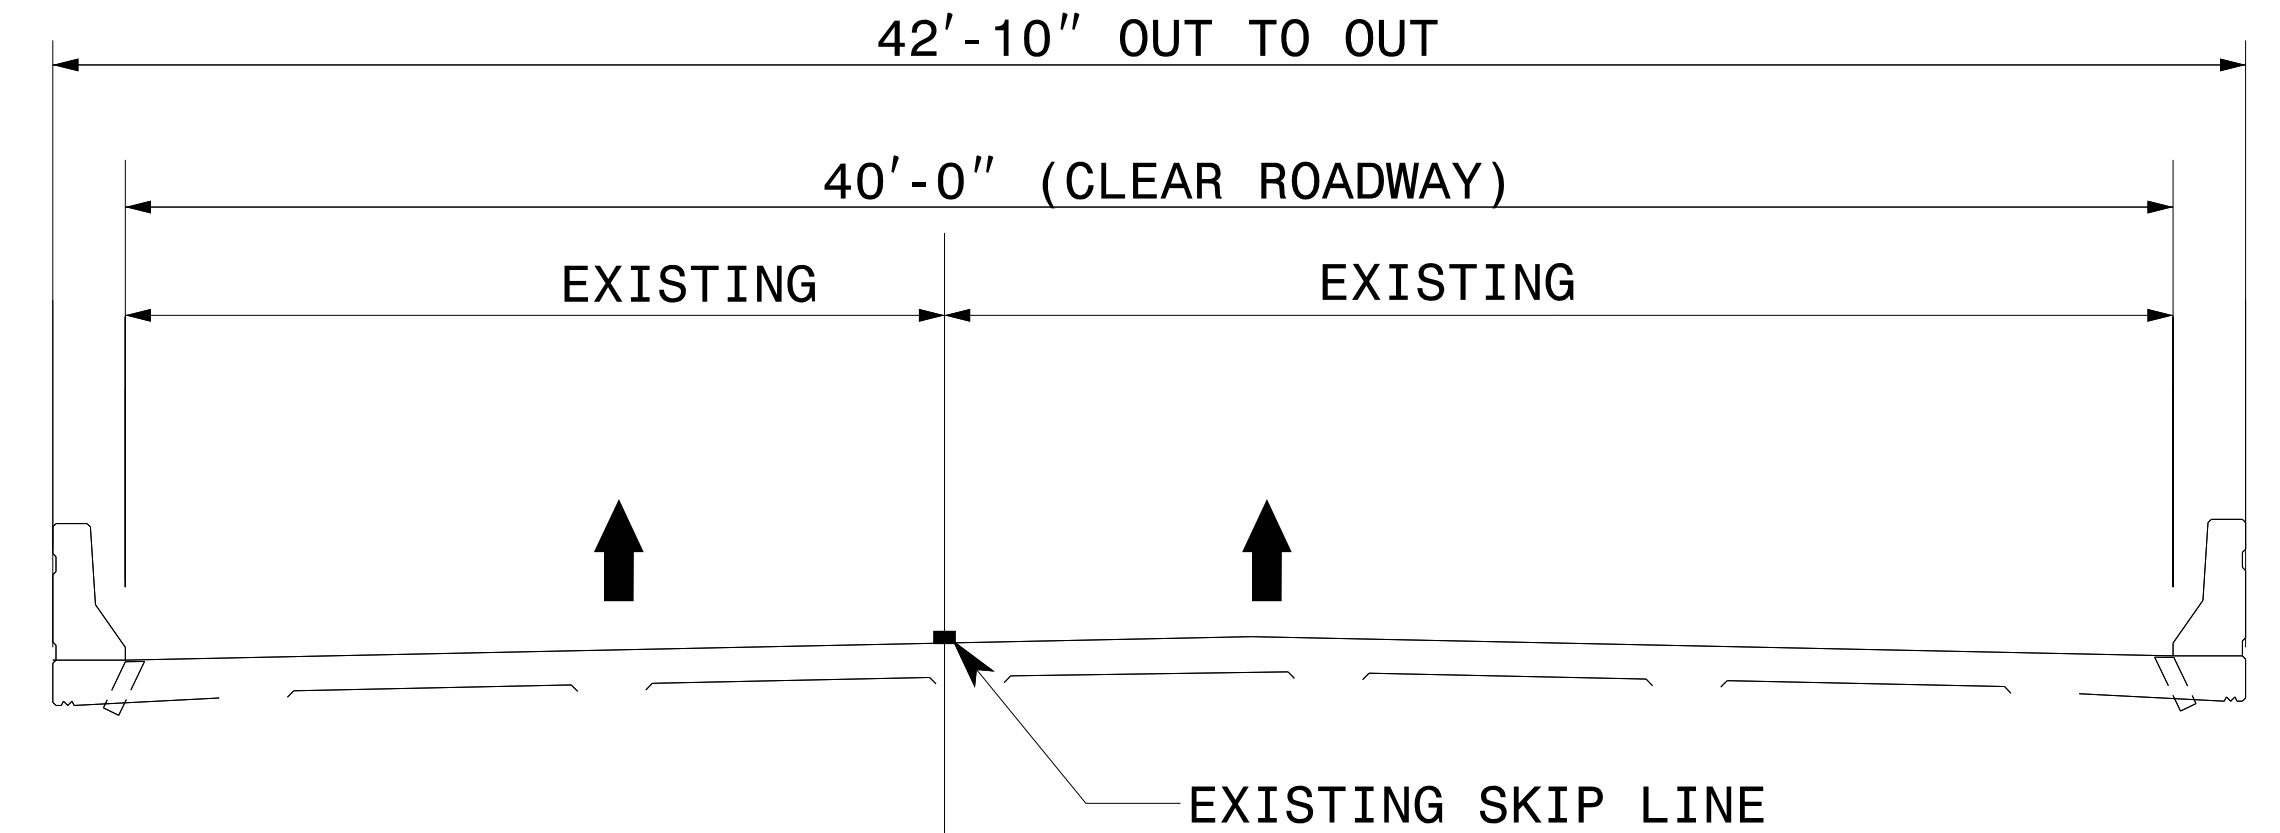 42'-10" OUT TO OUT
40'-0" (CLEAR ROADWAY)
EXISTING EXISTING
EXISTING SKIP LINE